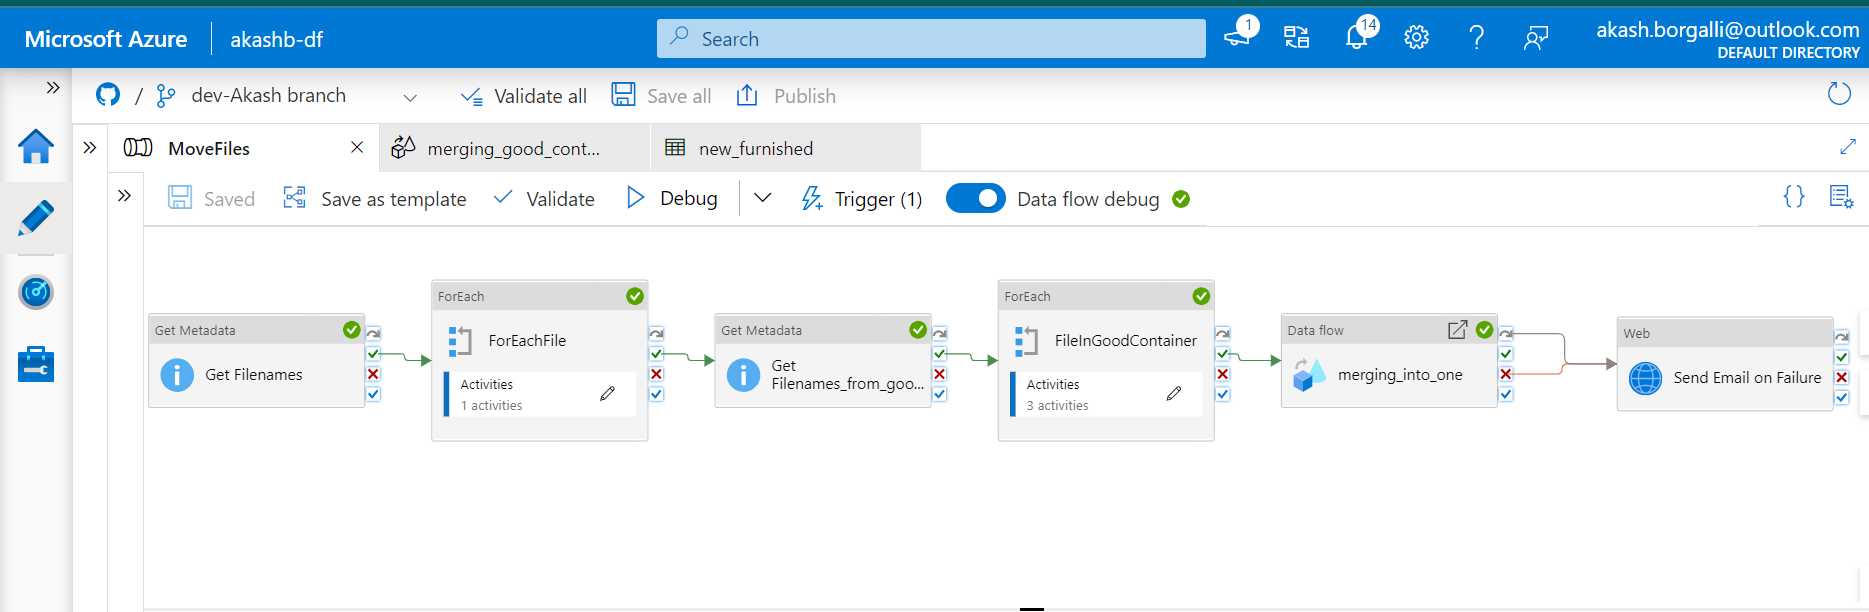 Microsoft Azure
akashb-df
Search
1
14
akash.borgalli@outlook.com
DEFAULT DIRECTORY
/
dev-Akash branch
Validate all
Save all
Publish
MoveFiles
merging_good_cont...
new_furnished
Saved
Save as template
Validate
Debug
Trigger (1)
Data flow debug
{}
Get Metadata
Get Filenames
ForEach
ForEachFile
Activities
1 activities
Get Metadata
Get
Filenames_from_goo...
ForEach
FileInGoodContainer
Activities
3 activities
Data flow
merging_into_one
Web
Send Email on Failure